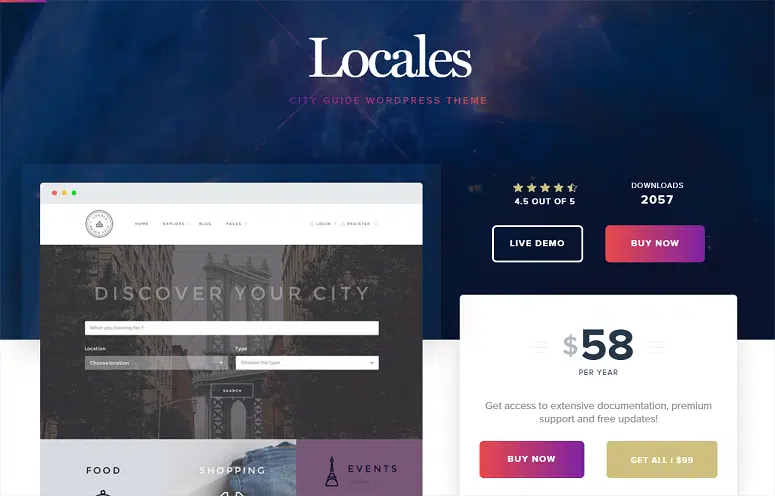 Locales
CITY GUIDE WORDPRESS THEME
4.5 OUT OF 5
DOWNLOADS
2057
LIVE DEMO
BUY NOW
HOME
EXPLORE
BLOG
PAGES
LOGIN
REGISTER
DISCOVER YOUR CITY
What you looking for ?
Location
Type
Choose location
Choose the type
SEARCH
FOOD
SHOPPING
EVENTS
$58
PER YEAR
Get access to extensive documentation, premium
support and free updates!
BUY NOW
GET ALL | $99